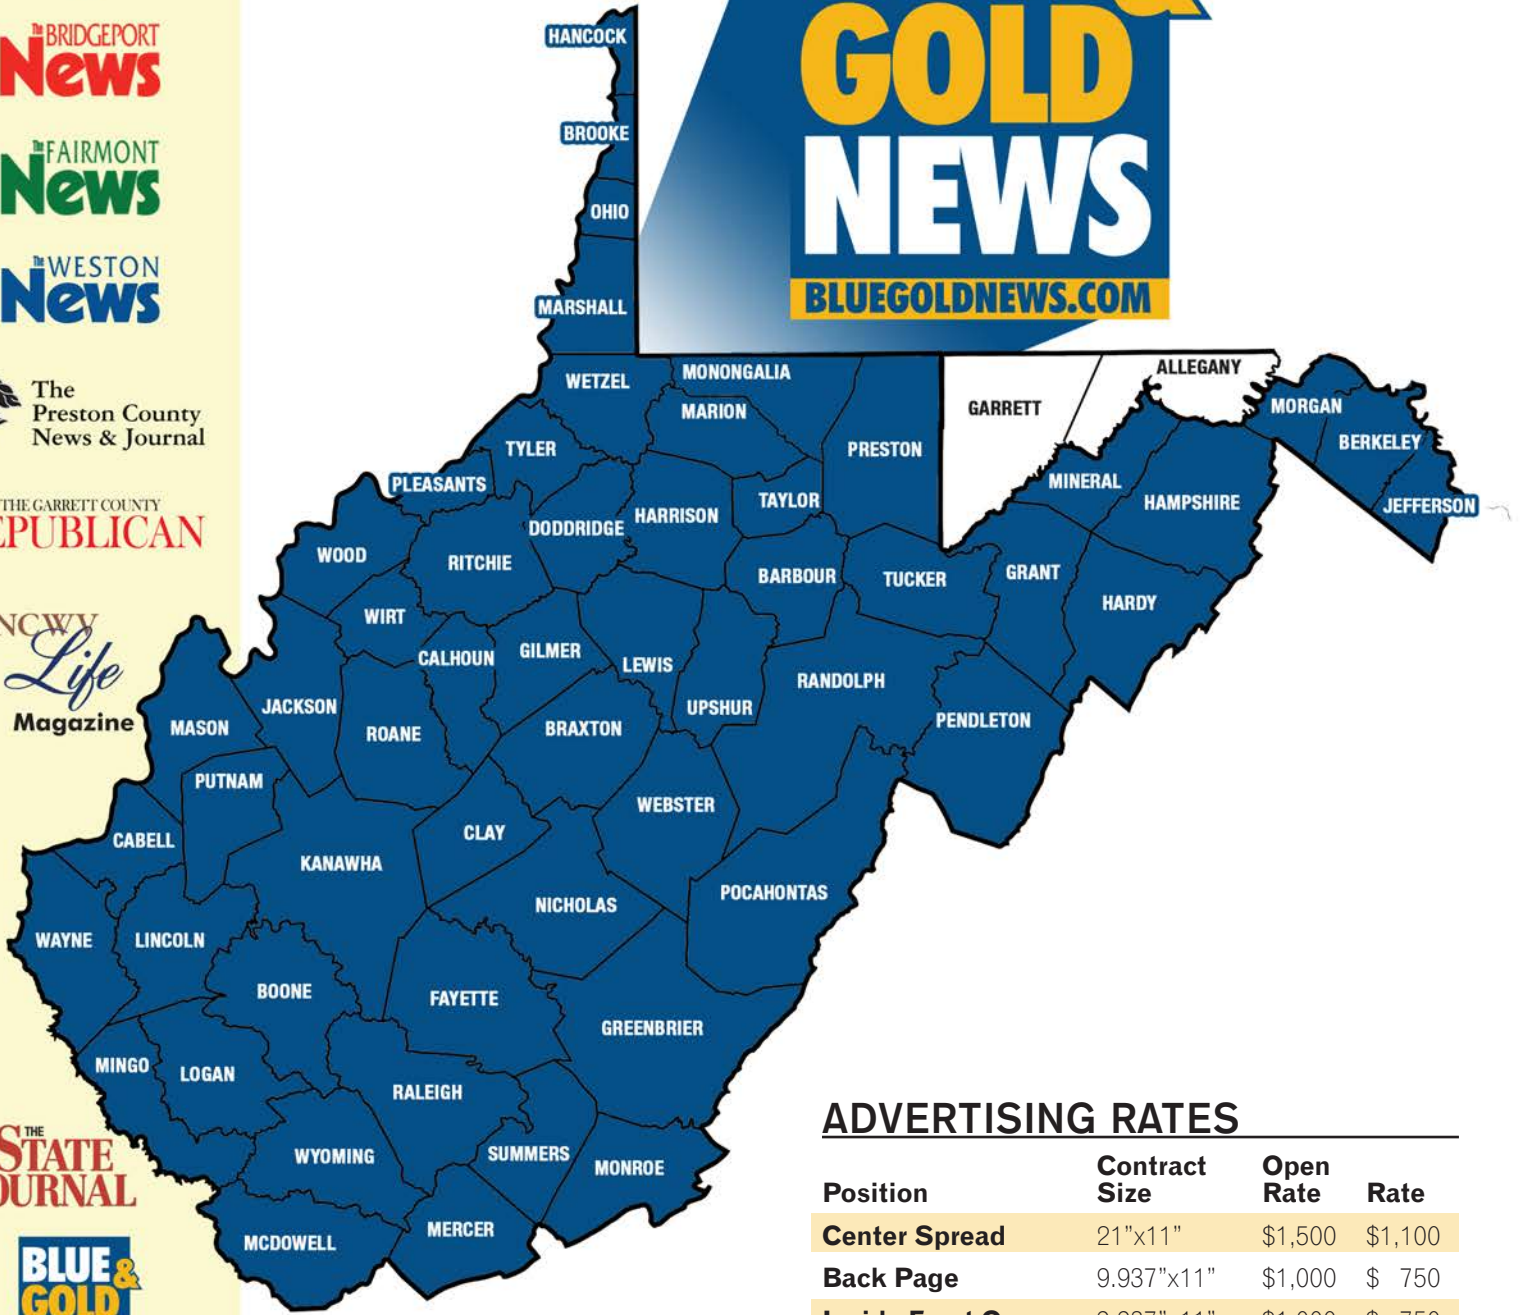 The BRIDGEPORT
News
The FAIRMONT
News
The WESTON
News
The
Preston County
News & Journal
THE GARRETT COUNTY
EPUBLICAN
NCWV
Life
Magazine
THE
STATE
OURNAL
BLUE &
GOLD
&
GOLD
NEWS
BLUEGOLDNEWS.COM
HANCOCK
BROOKE
OHIO
MARSHALL
WETZEL
MONONGALIA
MARION
TYLER
PRESTON
GARRETT
ALLEGANY
MORGAN
BERKELEY
JEFFERSON
PLEASANTS
DODDRIDGE
HARRISON
TAYLOR
MINERAL
HAMPSHIRE
WOOD
RITCHIE
BARBOUR
TUCKER
GRANT
HARDY
WIRT
CALHOUN
GILMER
LEWIS
RANDOLPH
UPSHUR
PENDLETON
JACKSON
MASON
ROANE
BRAXTON
PUTNAM
WEBSTER
CABELL
CLAY
KANAWHA
NICHOLAS
POCAHONTAS
WAYNE
LINCOLN
BOONE
FAYETTE
GREENBRIER
MINGO
LOGAN
RALEIGH
WYOMING
SUMMERS
MONROE
MCDOWELL
MERCER
ADVERTISING RATES
Position Contract Size Open Rate Rate
Center Spread 21”x11” $1,500 $1,100
Back Page 9.937”x11” $1,000 $ 750